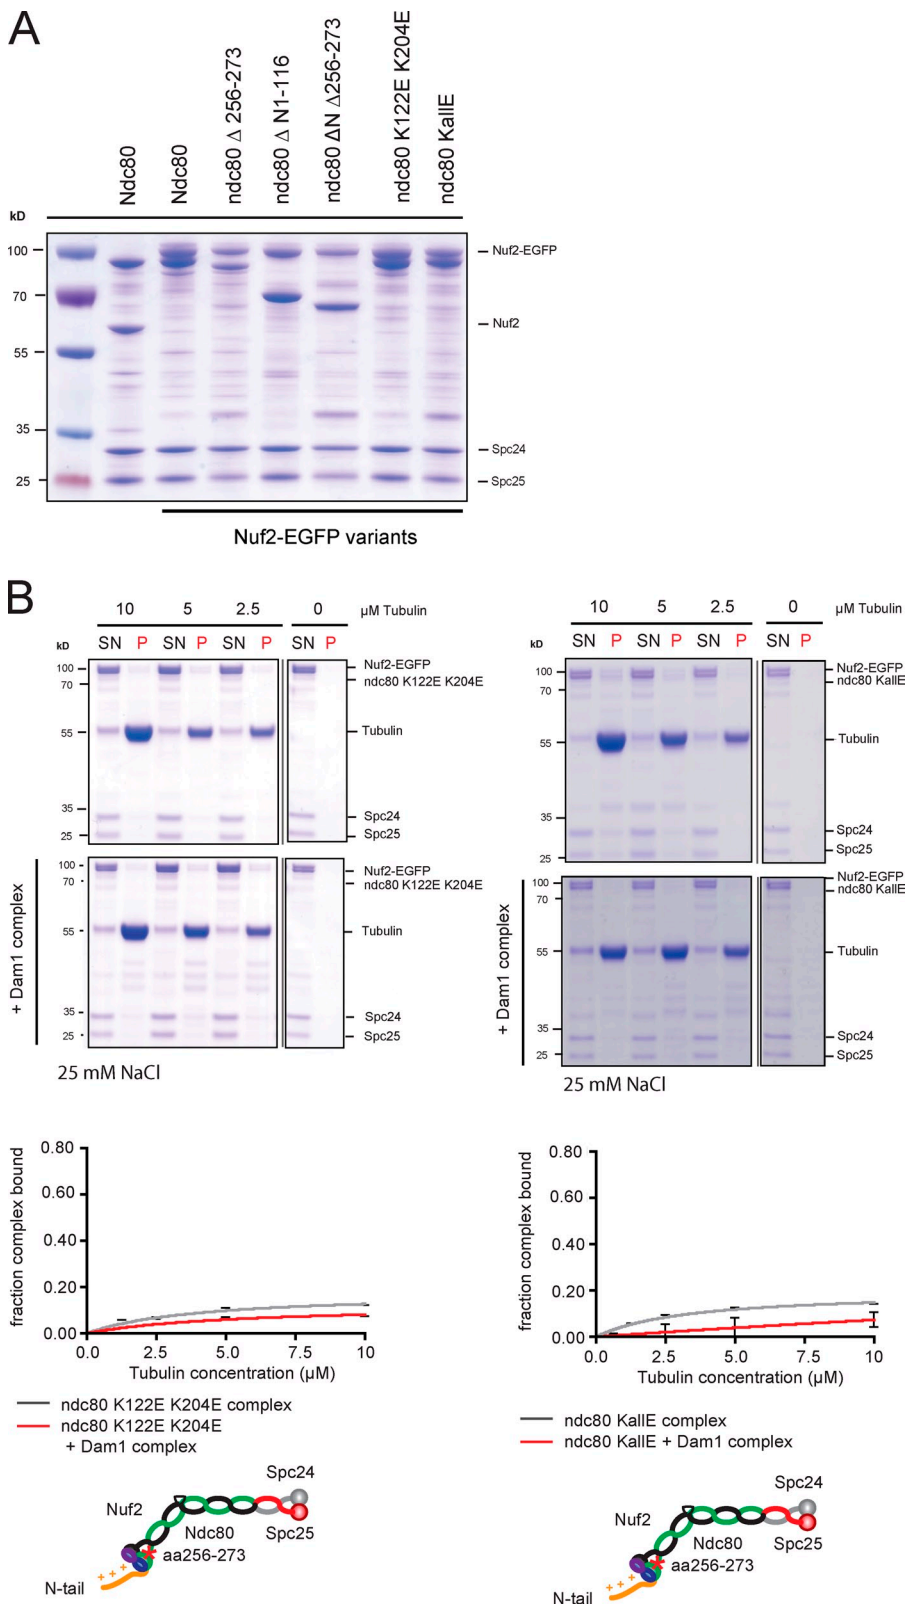 A
Ndc80
Ndc80
ndc80 Δ 256-273
ndc80 Δ N1-116
ndc80 ΔN Δ256-273
ndc80 K122E K204E
ndc80 KallE
kD
100
70
55
35
25
Nuf2-EGFP
Nuf2
Spc24
Spc25
Nuf2-EGFP variants
B
10 5 2.5 0 µM Tubulin
SN P SN P SN P SN P
kD
100
70
55
35
25
Nuf2-EGFP
ndc80 K122E K204E
Tubulin
Spc24
Spc25
+ Dam1 complex
100
70
55
35
25
Nuf2-EGFP
ndc80 K122E K204E
Tubulin
Spc24
Spc25
25 mM NaCl
10 5 2.5 0 µM Tubulin
SN P SN P SN P SN P
kD
100
70
55
35
25
Nuf2-EGFP
ndc80 KallE
Tubulin
Spc24
Spc25
+ Dam1 complex
100
70
55
35
25
Nuf2-EGFP
ndc80 KallE
Tubulin
Spc24
Spc25
25 mM NaCl
fraction complex bound
0.80
0.60
0.40
0.20
0.00
0.0 2.5 5.0 7.5 10
Tubulin concentration (µM)
ndc80 K122E K204E complex
ndc80 K122E K204E
+ Dam1 complex
Spc24
Nuf2
Ndc80
Spc25
aa256-273
+ + +
N-tail
fraction complex bound
0.80
0.60
0.40
0.20
0.00
0.0 2.5 5.0 7.5 10
Tubulin concentration (µM)
ndc80 KallE complex
ndc80 KallE + Dam1 complex
Spc24
Nuf2
Ndc80
Spc25
aa256-273
+ + +
N-tail